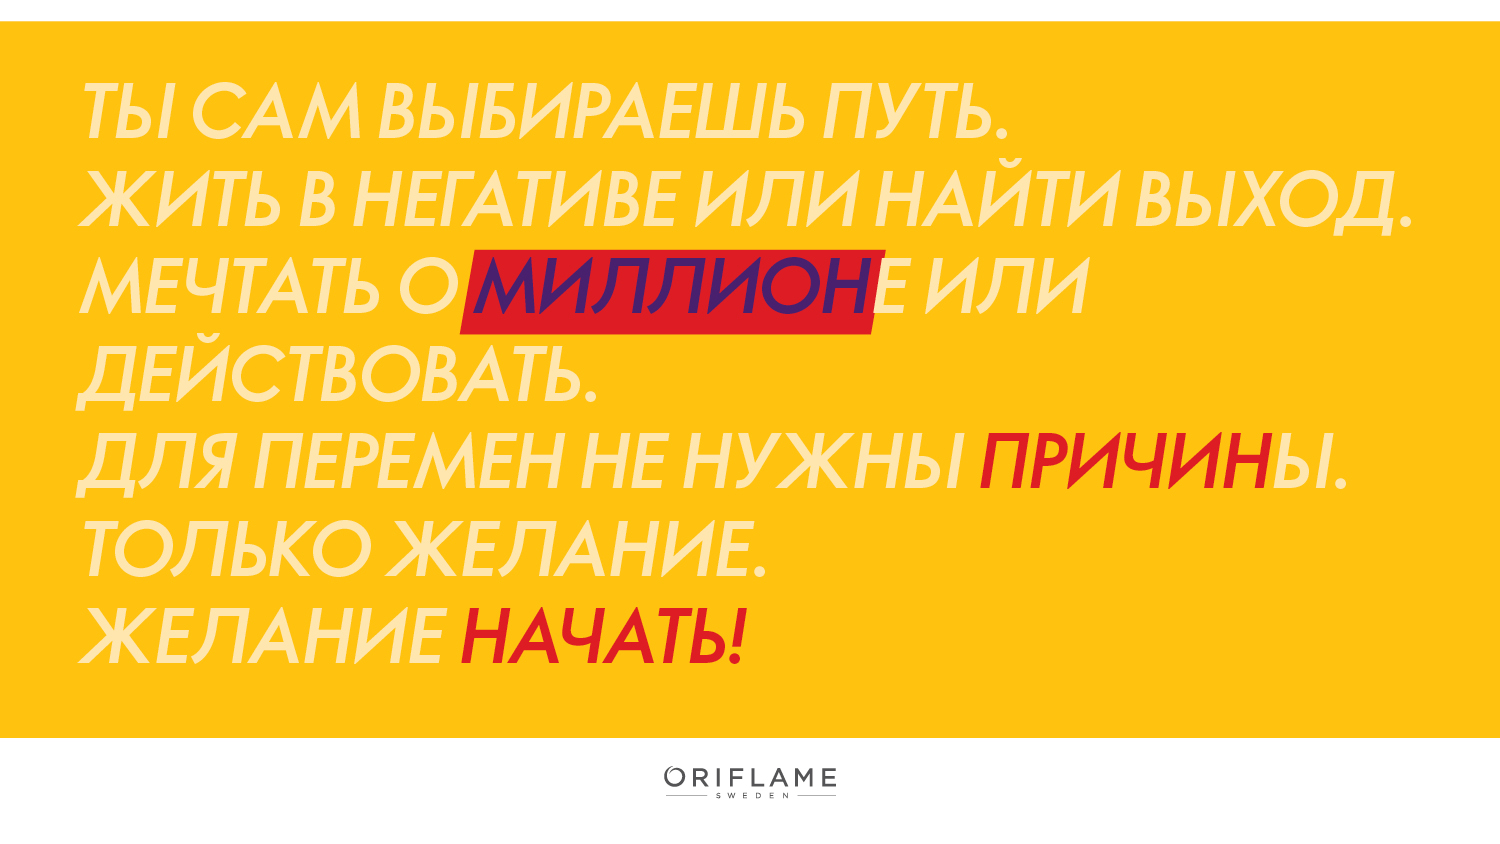 ТЫ САМ ВЫБИРАЕШЬ ПУТЬ.
ЖИТЬ В НЕГАТИВЕ ИЛИ НАЙТИ ВЫХОД.
МЕЧТАТЬ О МИЛЛИОНЕ ИЛИ
ДЕЙСТВОВАТЬ.
ДЛЯ ПЕРЕМЕН НЕ НУЖНЫ ПРИЧИНЫ.
ТОЛЬКО ЖЕЛАНИЕ.
ЖЕЛАНИЕ НАЧАТЬ!
ORIFLAME
SWEDEN